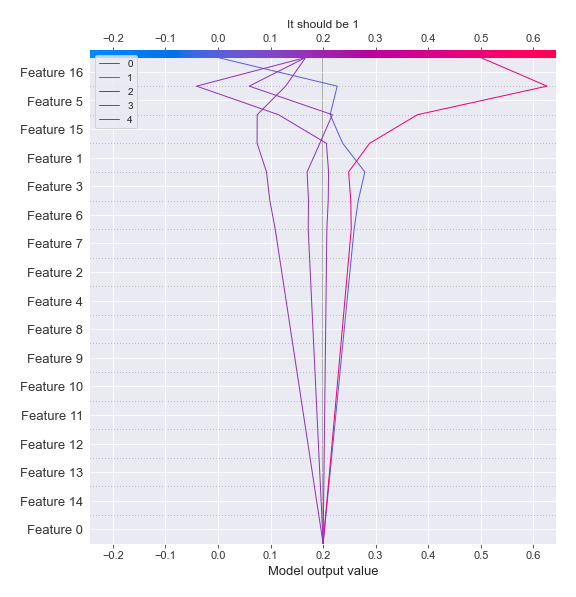 It should be 1
−0.2 −0.1 0.0 0.1 0.2 0.3 0.4 0.5 0.6
0
1
2
3
4
Feature 16
Feature 5
Feature 15
Feature 1
Feature 3
Feature 6
Feature 7
Feature 2
Feature 4
Feature 8
Feature 9
Feature 10
Feature 11
Feature 12
Feature 13
Feature 14
Feature 0
−0.2 −0.1 0.0 0.1 0.2 0.3 0.4 0.5 0.6
Model output value